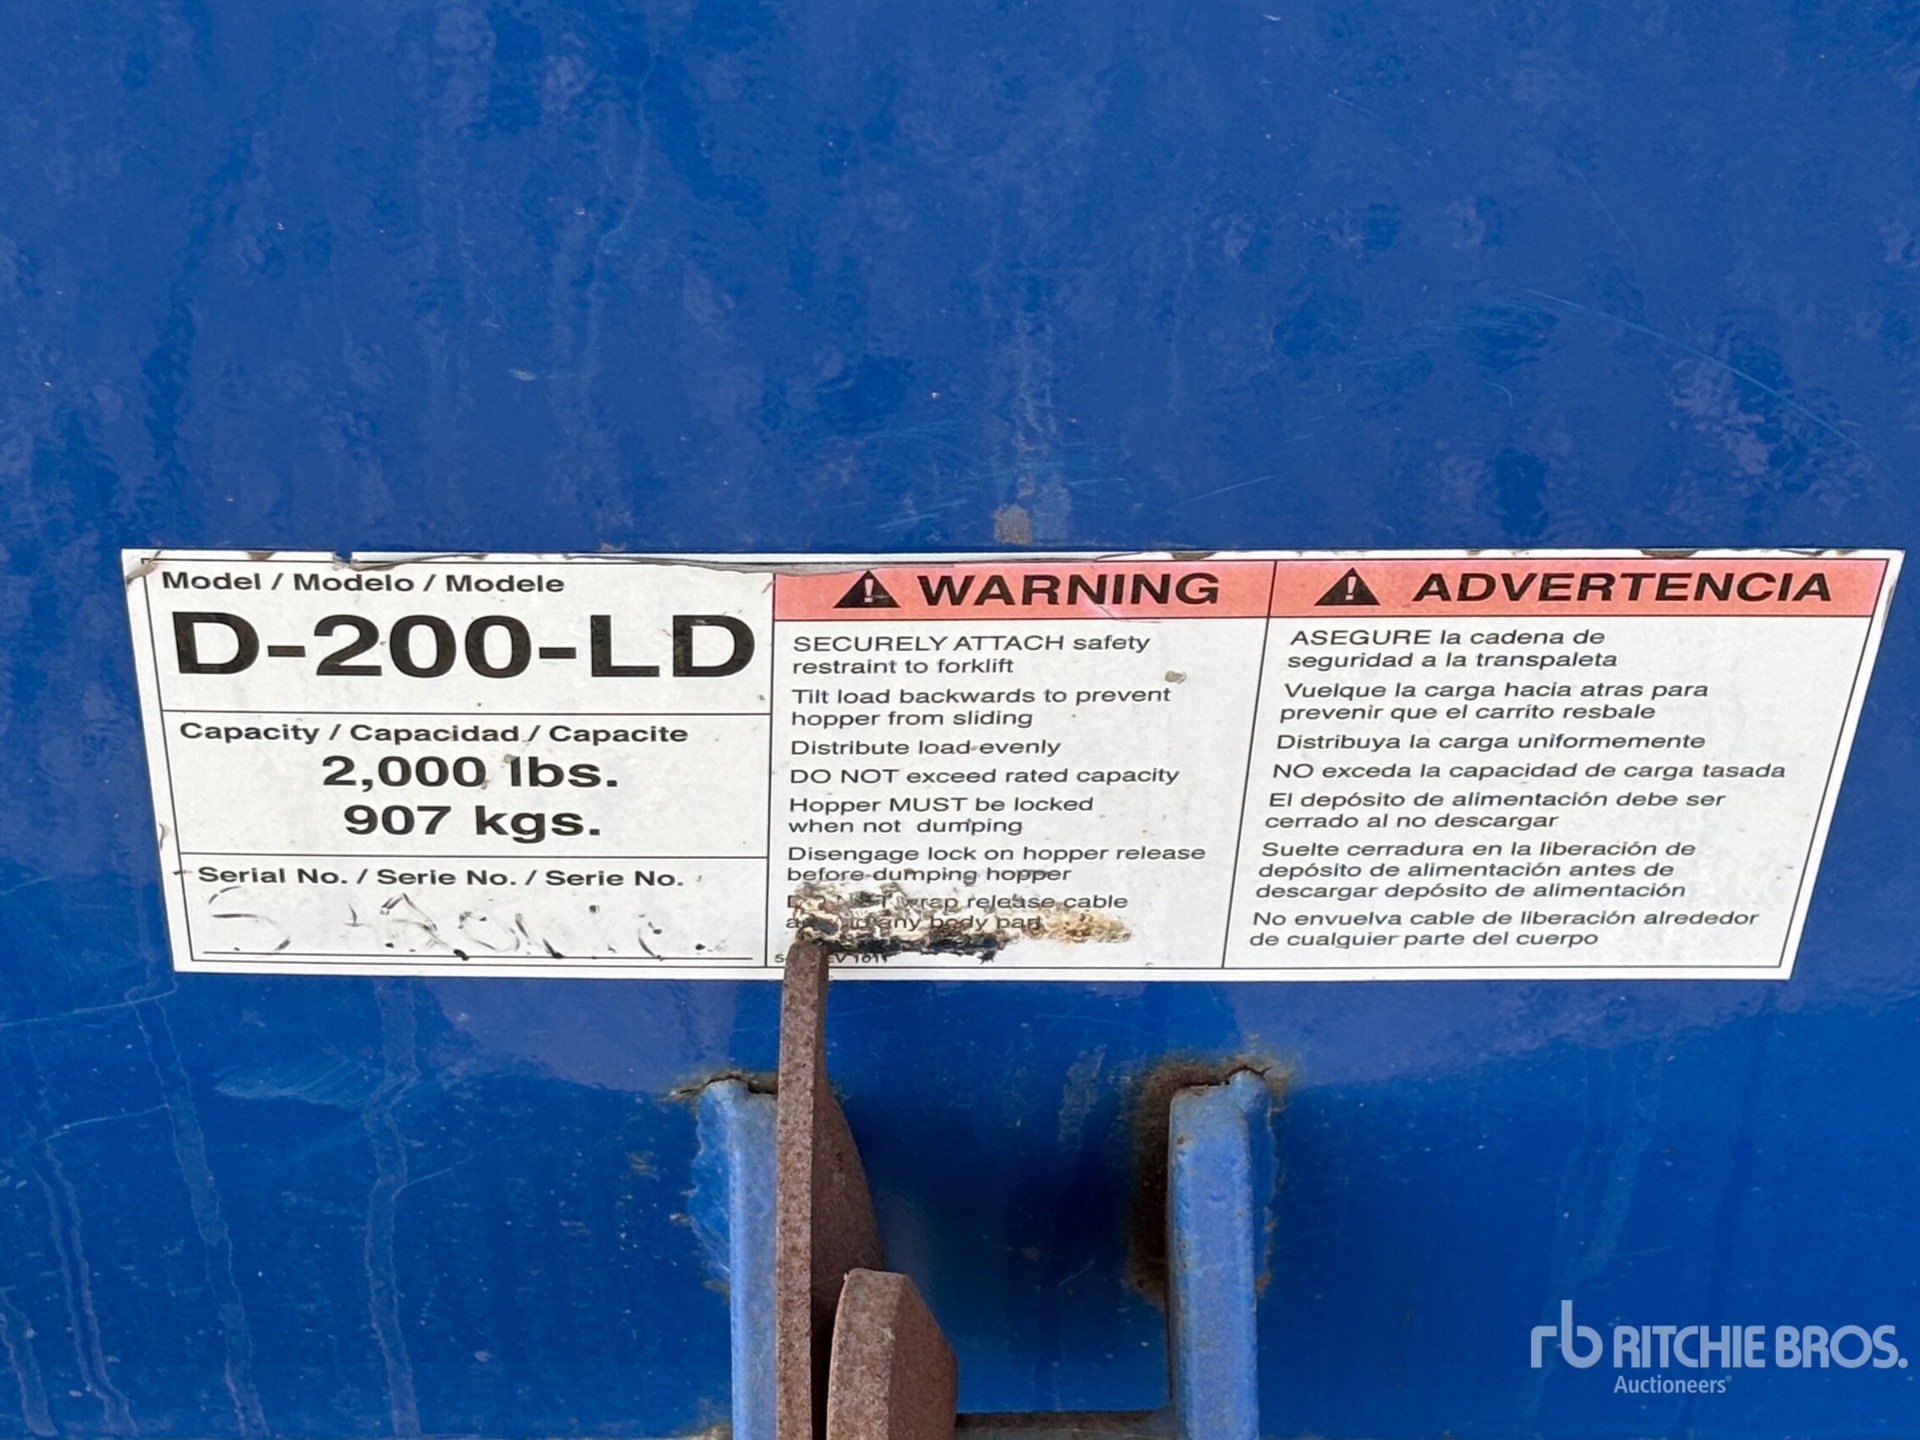 Model / Modelo / Modele
D-200-LD
Capacity / Capacidad / Capacite
2,000 lbs.
907 kgs.
Serial No. / Serie No. / Serie No.
WARNING
SECURELY ATTACH safety
restraint to forklift
Tilt load backwards to prevent
hopper from sliding
Distribute load evenly
DO NOT exceed rated capacity
Hopper MUST be locked
when not dumping
Disengage lock on hopper release
before dumping hopper
wrap release cable
any body part
ADVERTENCIA
ASEGURE la cadena de
seguridad a la transpaleta
Vuelque la carga hacia atras para
prevenir que el carrito resbale
Distribuya la carga uniformemente
NO exceda la capacidad de carga tasada
El depósito de alimentación debe ser
cerrado al no descargar
Suelte cerradura en la liberación de
depósito de alimentación antes de
descargar depósito de alimentación
No envuelva cable de liberación alrededor
de cualquier parte del cuerpo
rb RITCHIE BROS.
Auctioneers